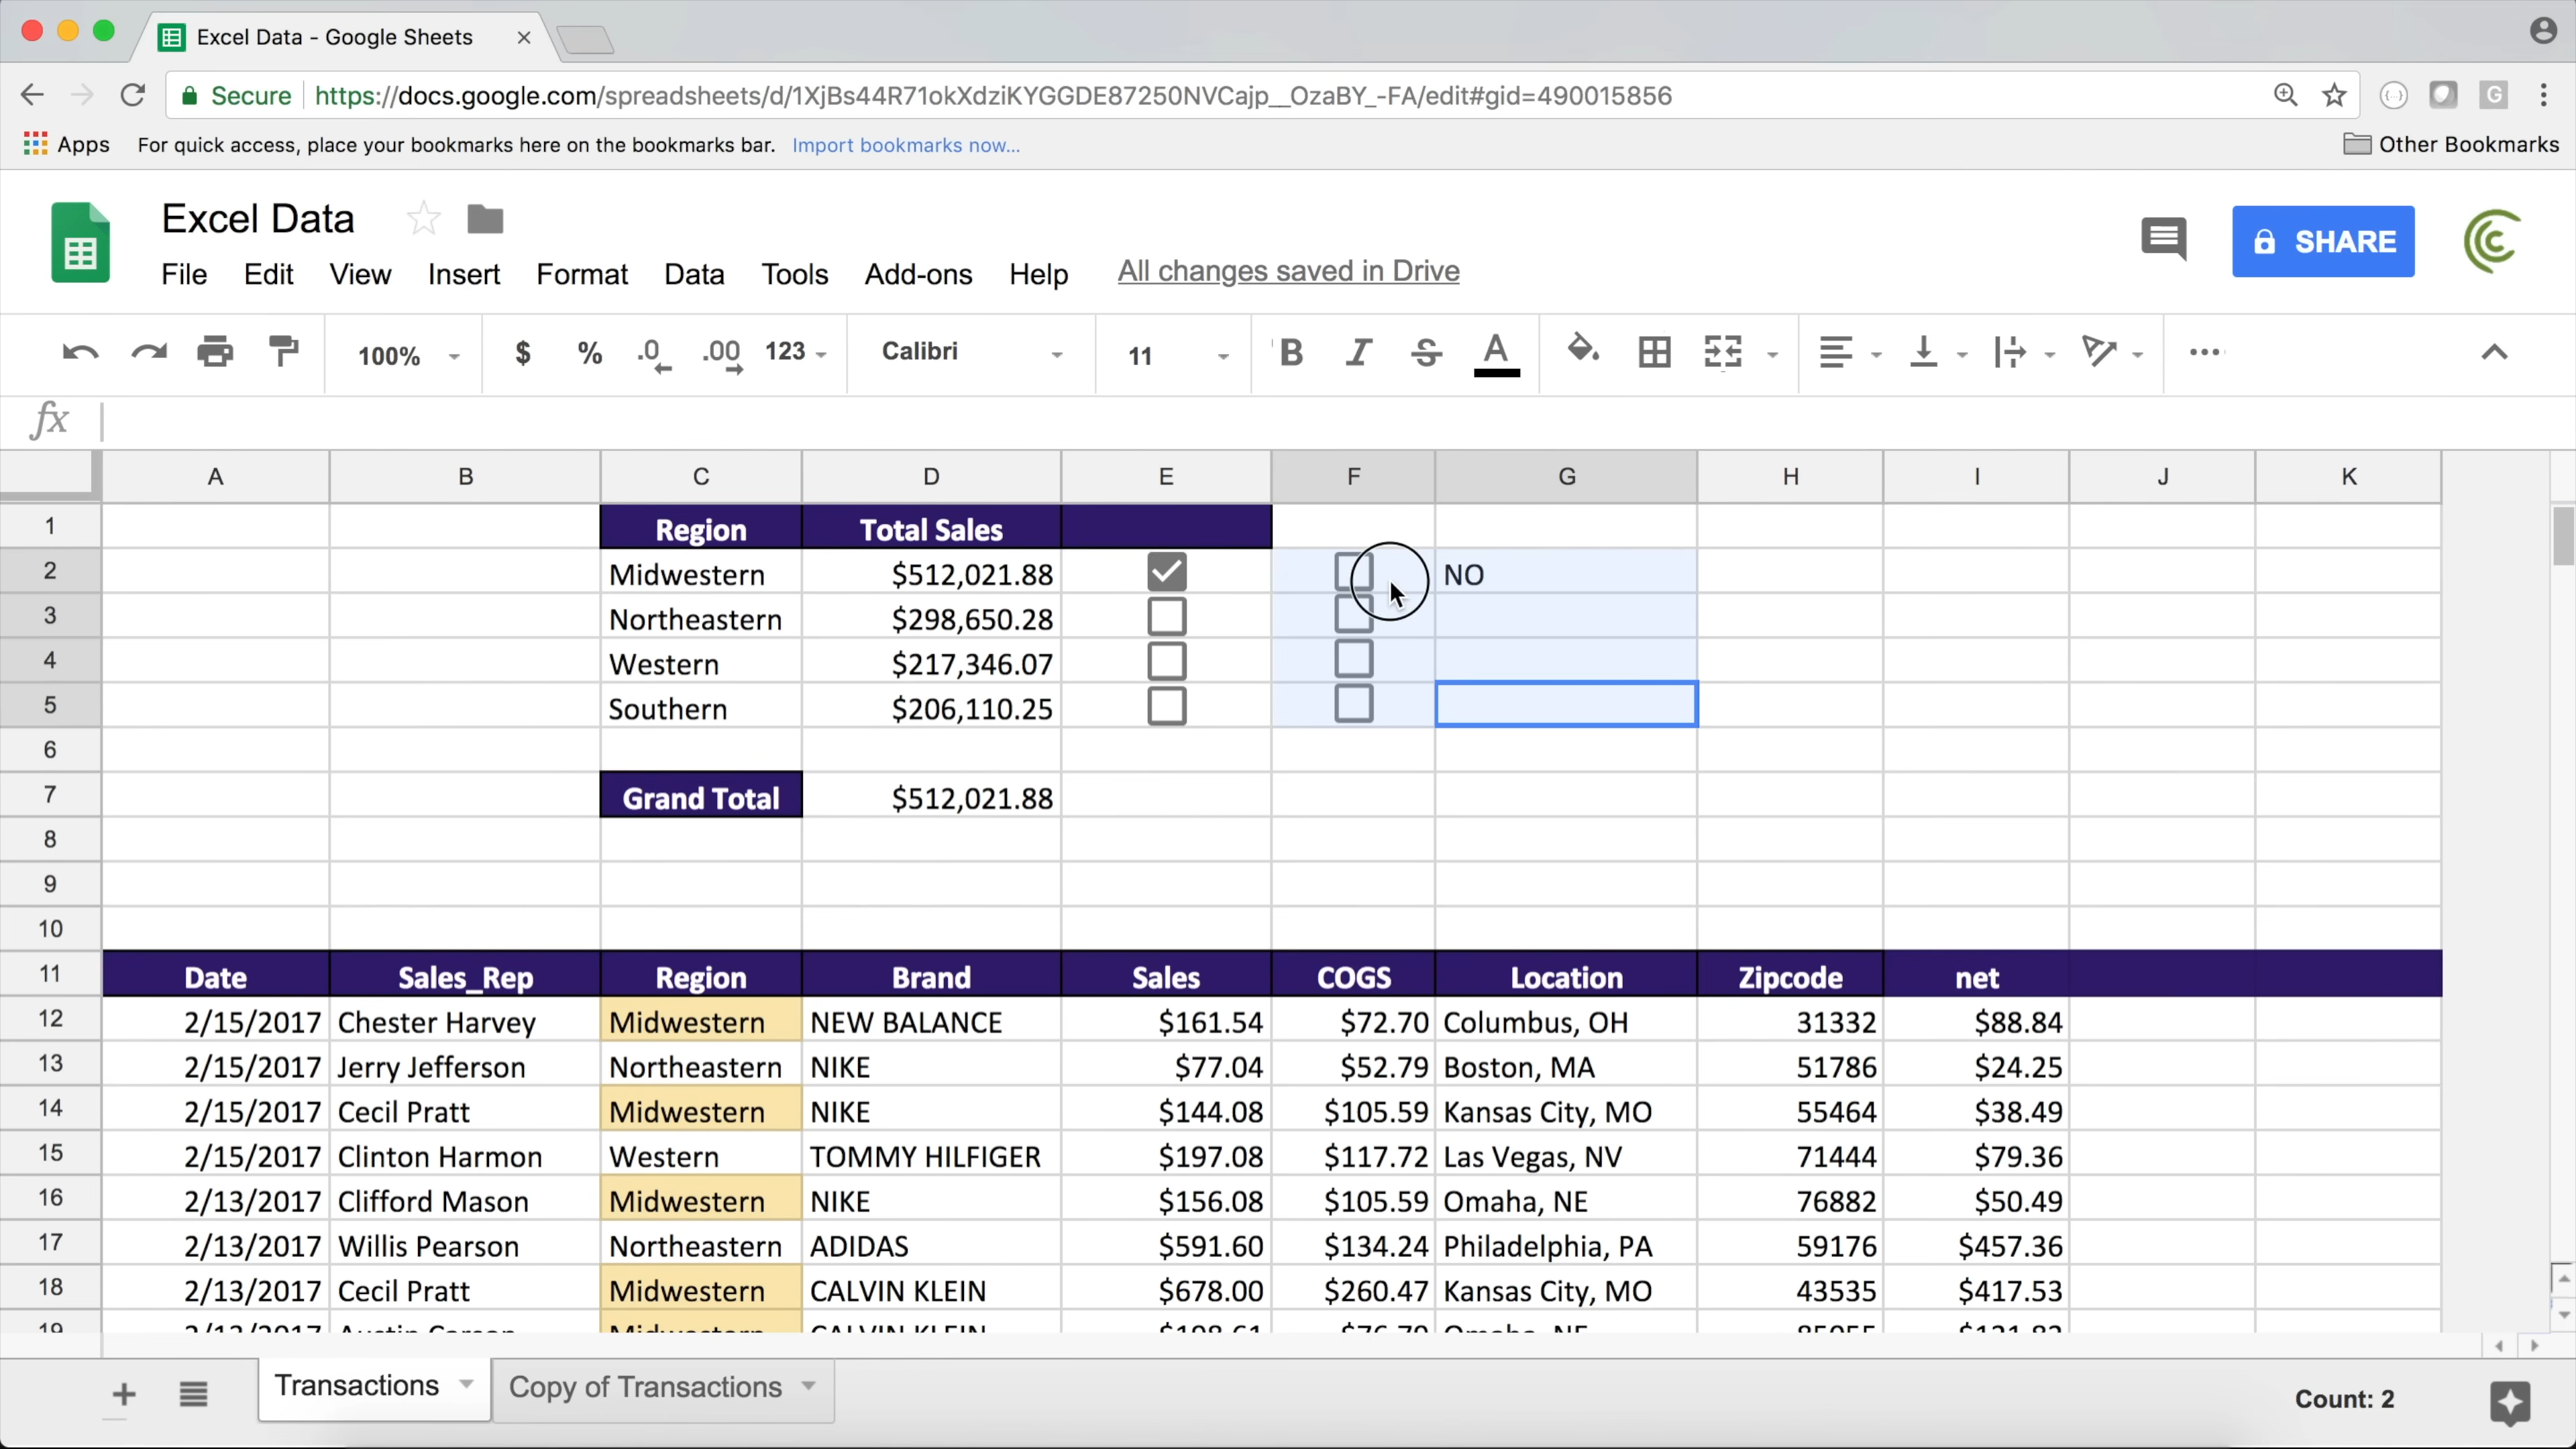 Excel Data - Google Sheets
Secure https://docs.google.com/spreadsheets/d/1XjBs44R71okXdziKYGGDE87250NVCajp__OzaBY_-FA/edit#gid=490015856
Apps For quick access, place your bookmarks here on the bookmarks bar. Import bookmarks now... Other Bookmarks
Excel Data
File Edit View Insert Format Data Tools Add-ons Help All changes saved in Drive SHARE
100% $ % .0 .00 123 Calibri 11 B I S A
fx
A B C D E F G H I J K
1 Region Total Sales
2 Midwestern $512,021.88 NO
3 Northeastern $298,650.28
4 Western $217,346.07
5 Southern $206,110.25
6
7 Grand Total $512,021.88
8
9
10
11 Date Sales_Rep Region Brand Sales COGS Location Zipcode net
12 2/15/2017 Chester Harvey Midwestern NEW BALANCE $161.54 $72.70 Columbus, OH 31332 $88.84
13 2/15/2017 Jerry Jefferson Northeastern NIKE $77.04 $52.79 Boston, MA 51786 $24.25
14 2/15/2017 Cecil Pratt Midwestern NIKE $144.08 $105.59 Kansas City, MO 55464 $38.49
15 2/15/2017 Clinton Harmon Western TOMMY HILFIGER $197.08 $117.72 Las Vegas, NV 71444 $79.36
16 2/13/2017 Clifford Mason Midwestern NIKE $156.08 $105.59 Omaha, NE 76882 $50.49
17 2/13/2017 Willis Pearson Northeastern ADIDAS $591.60 $134.24 Philadelphia, PA 59176 $457.36
18 2/13/2017 Cecil Pratt Midwestern CALVIN KLEIN $678.00 $260.47 Kansas City, MO 43535 $417.53
19 2/13/2017 Midwestern CALVIN KLEIN Omaha, NE
Transactions Copy of Transactions Count: 2